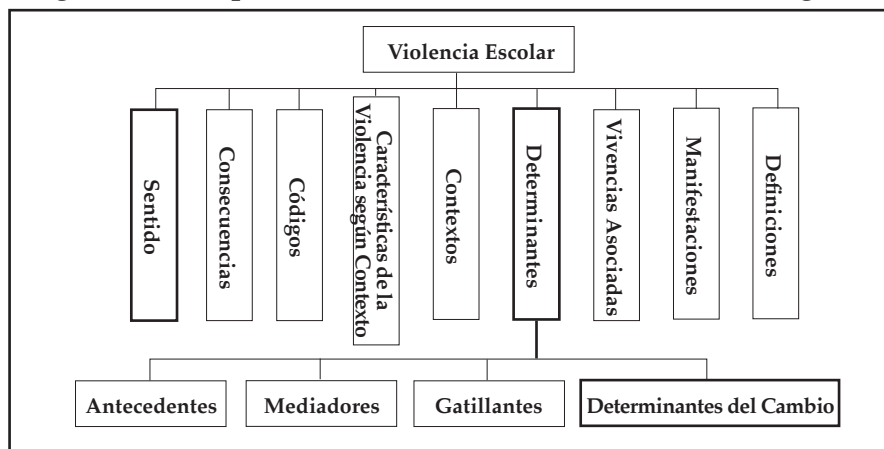 Violencia Escolar
Sentido
Consecuencias
Códigos
Características de la
Violencia según Contexto
Contextos
Determinantes
Vivencias Asociadas
Manifestaciones
Definiciones
Antecedentes
Mediadores
Gatillantes
Determinantes del Cambio